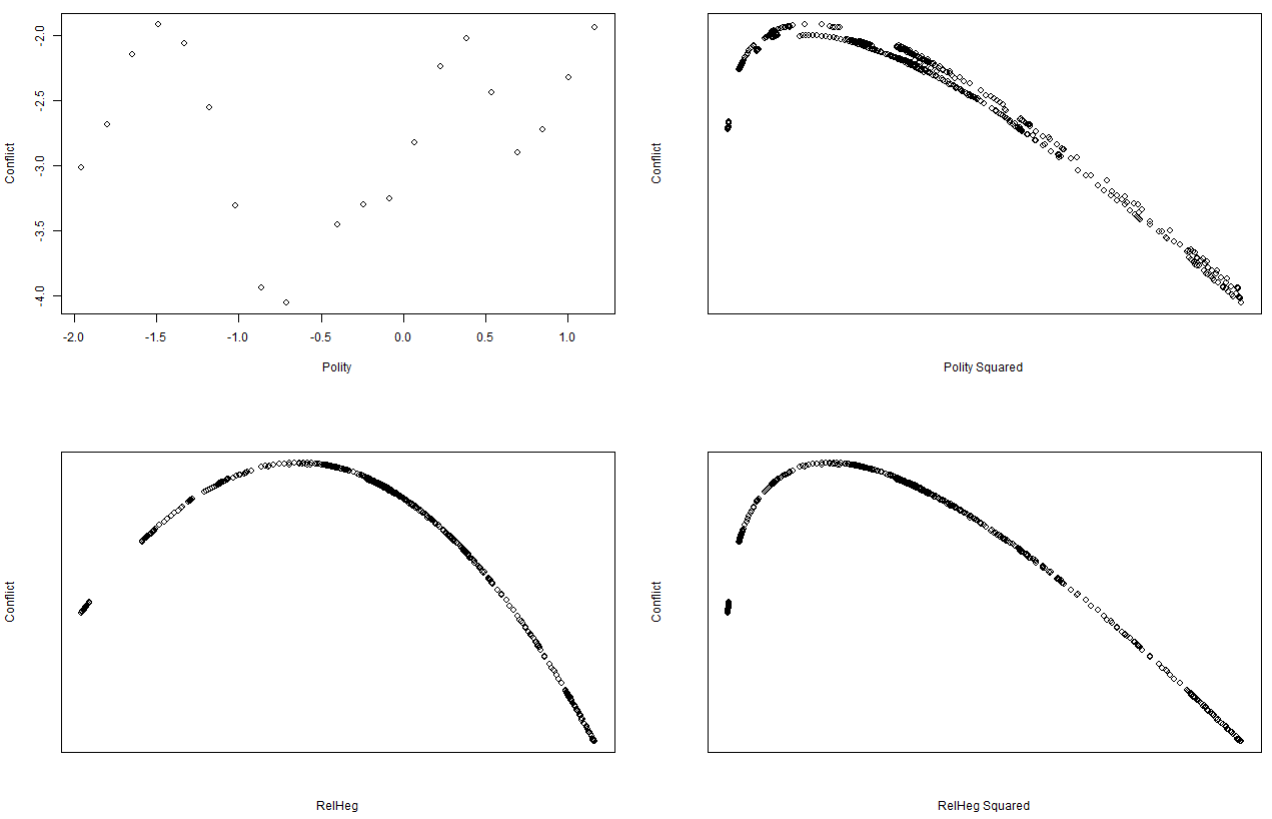 Conflict
-2.0
-2.5
-3.0
-3.5
-4.0
-2.0 -1.5 -1.0 -0.5 0.0 0.5 1.0
Polity
Conflict
Polity Squared
Conflict
RelHeg
Conflict
RelHeg Squared